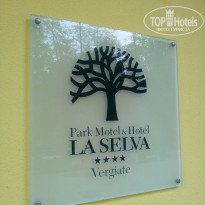 TOP Hotels
Park Motel & Hotel
LA SELVA
★★★★
Vergiate